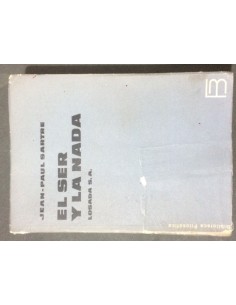 JEAN-PAUL SARTRE
EL SER
Y LA NADA
LOSADA S.A.